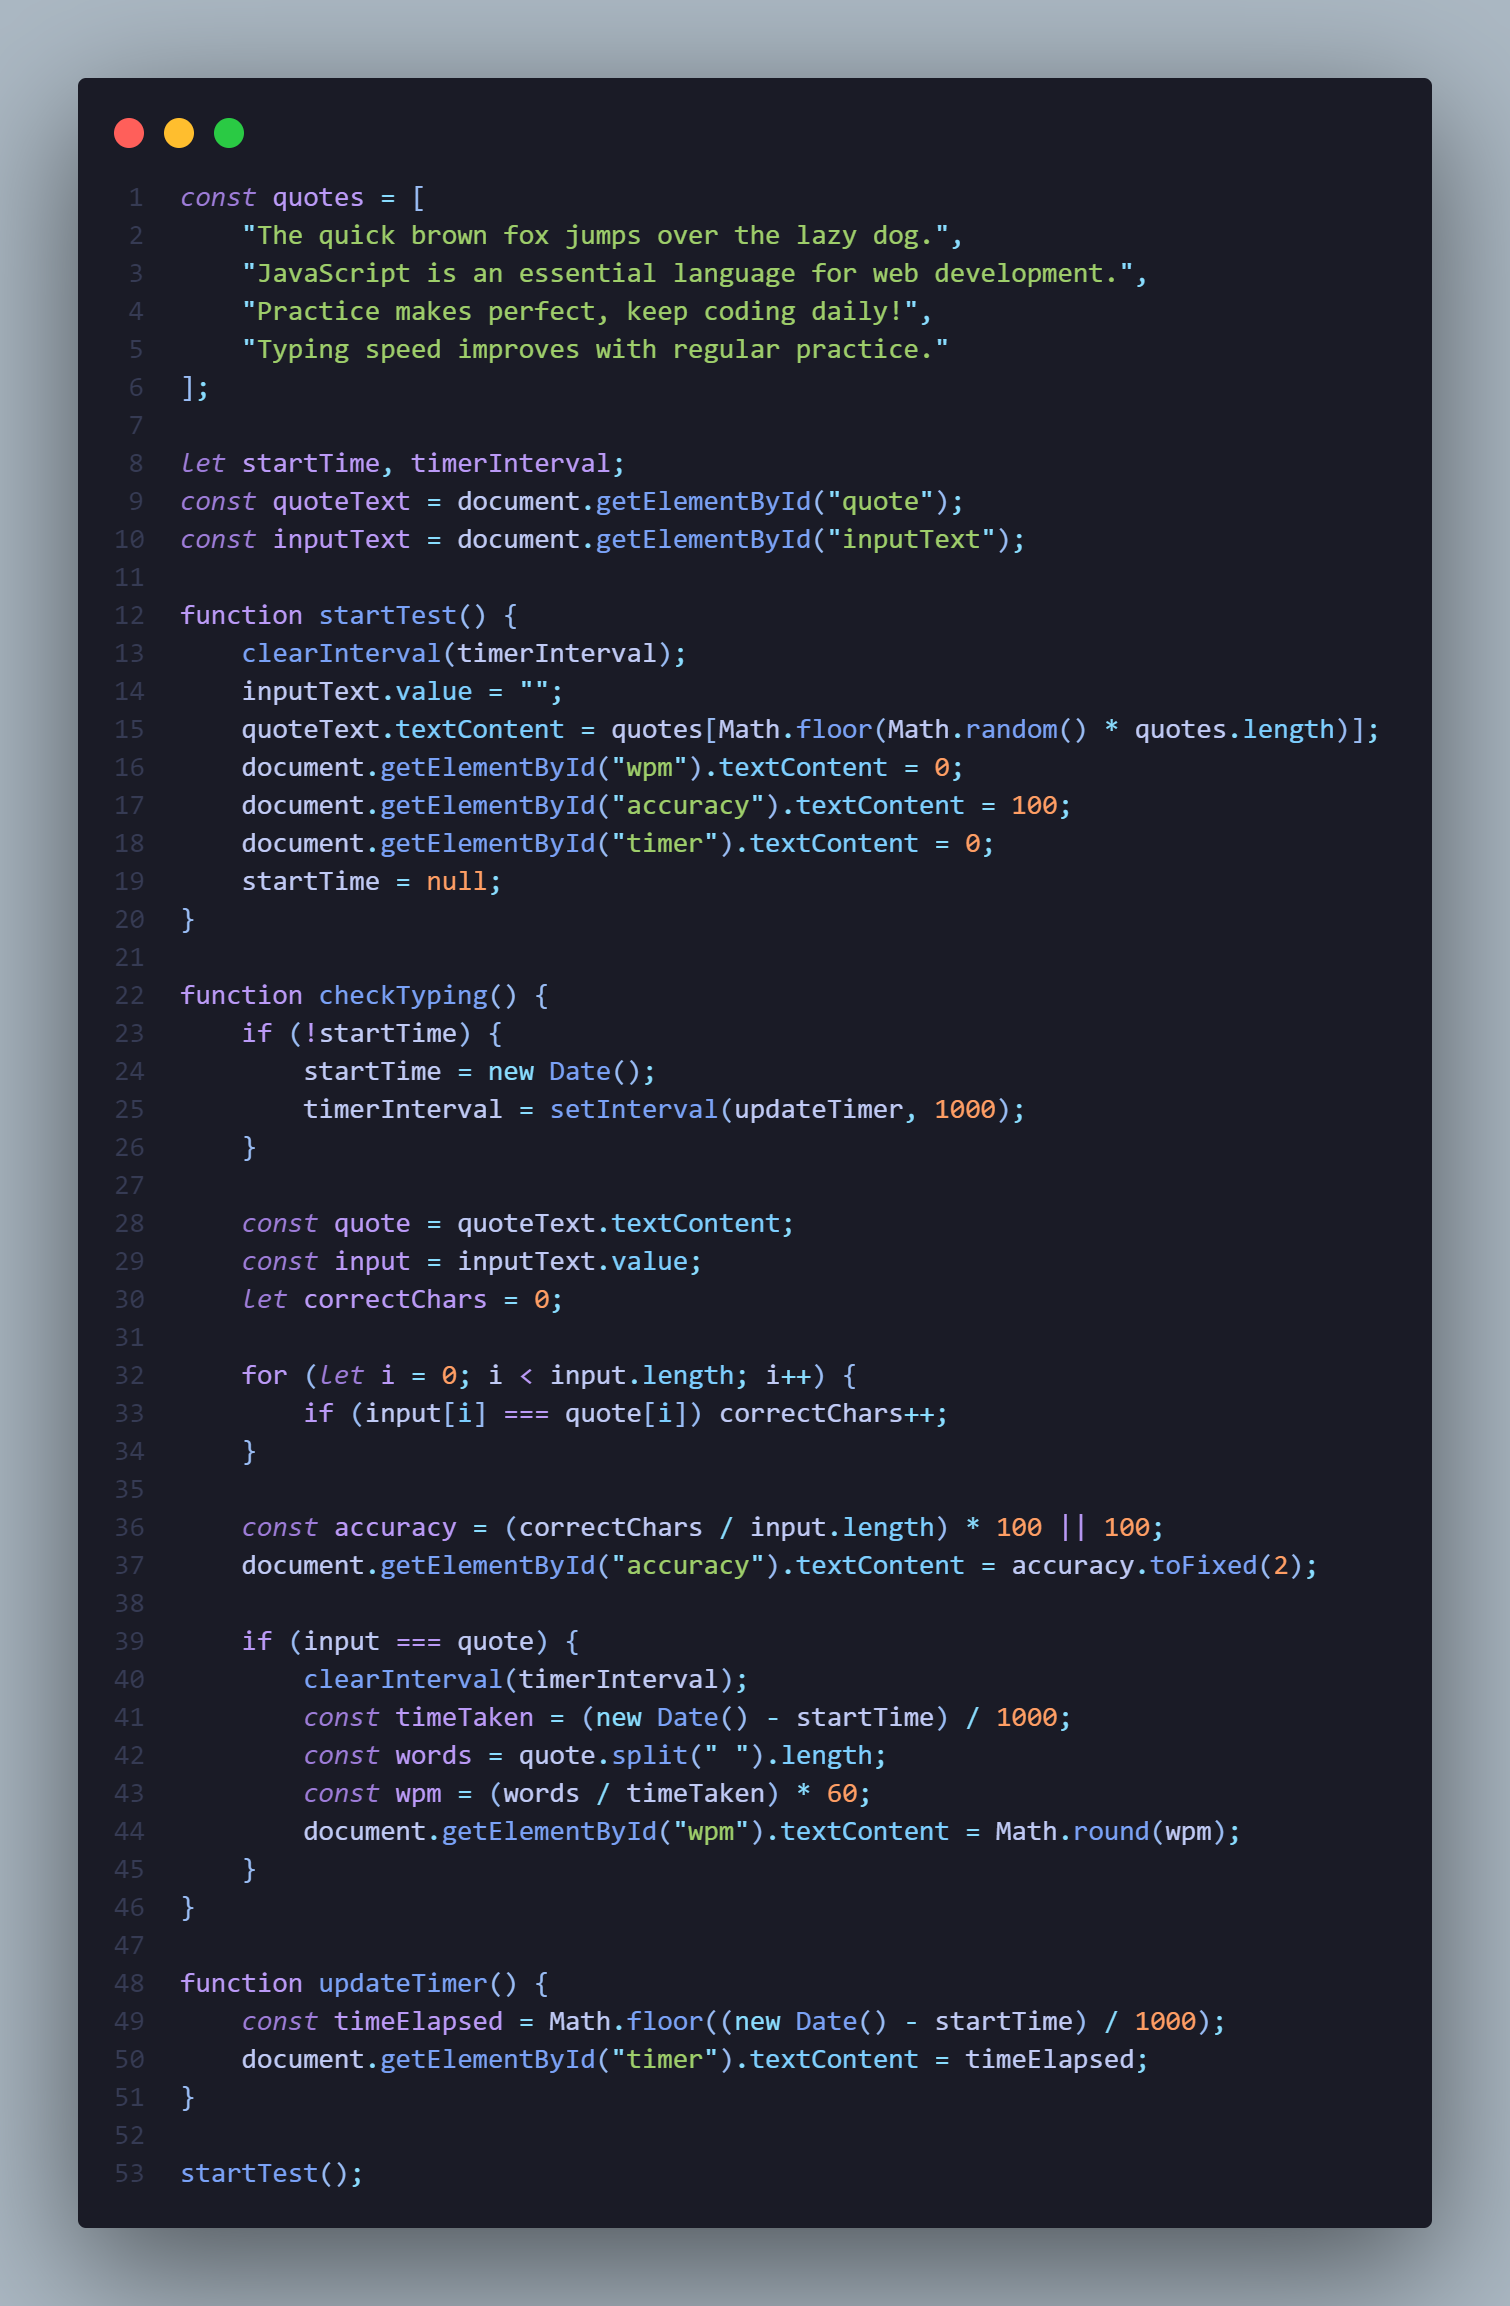 1 const quotes = [
2     "The quick brown fox jumps over the lazy dog.",
3     "JavaScript is an essential language for web development.",
4     "Practice makes perfect, keep coding daily!",
5     "Typing speed improves with regular practice."
6 ];
7
8 let startTime, timerInterval;
9 const quoteText = document.getElementById("quote");
10 const inputText = document.getElementById("inputText");
11
12 function startTest() {
13     clearInterval(timerInterval);
14     inputText.value = "";
15     quoteText.textContent = quotes[Math.floor(Math.random() * quotes.length)];
16     document.getElementById("wpm").textContent = 0;
17     document.getElementById("accuracy").textContent = 100;
18     document.getElementById("timer").textContent = 0;
19     startTime = null;
20 }
21
22 function checkTyping() {
23     if (!startTime) {
24         startTime = new Date();
25         timerInterval = setInterval(updateTimer, 1000);
26     }
27
28     const quote = quoteText.textContent;
29     const input = inputText.value;
30     let correctChars = 0;
31
32     for (let i = 0; i < input.length; i++) {
33         if (input[i] === quote[i]) correctChars++;
34     }
35
36     const accuracy = (correctChars / input.length) * 100 || 100;
37     document.getElementById("accuracy").textContent = accuracy.toFixed(2);
38
39     if (input === quote) {
40         clearInterval(timerInterval);
41         const timeTaken = (new Date() - startTime) / 1000;
42         const words = quote.split(" ").length;
43         const wpm = (words / timeTaken) * 60;
44         document.getElementById("wpm").textContent = Math.round(wpm);
45     }
46 }
47
48 function updateTimer() {
49     const timeElapsed = Math.floor((new Date() - startTime) / 1000);
50     document.getElementById("timer").textContent = timeElapsed;
51 }
52
53 startTest();